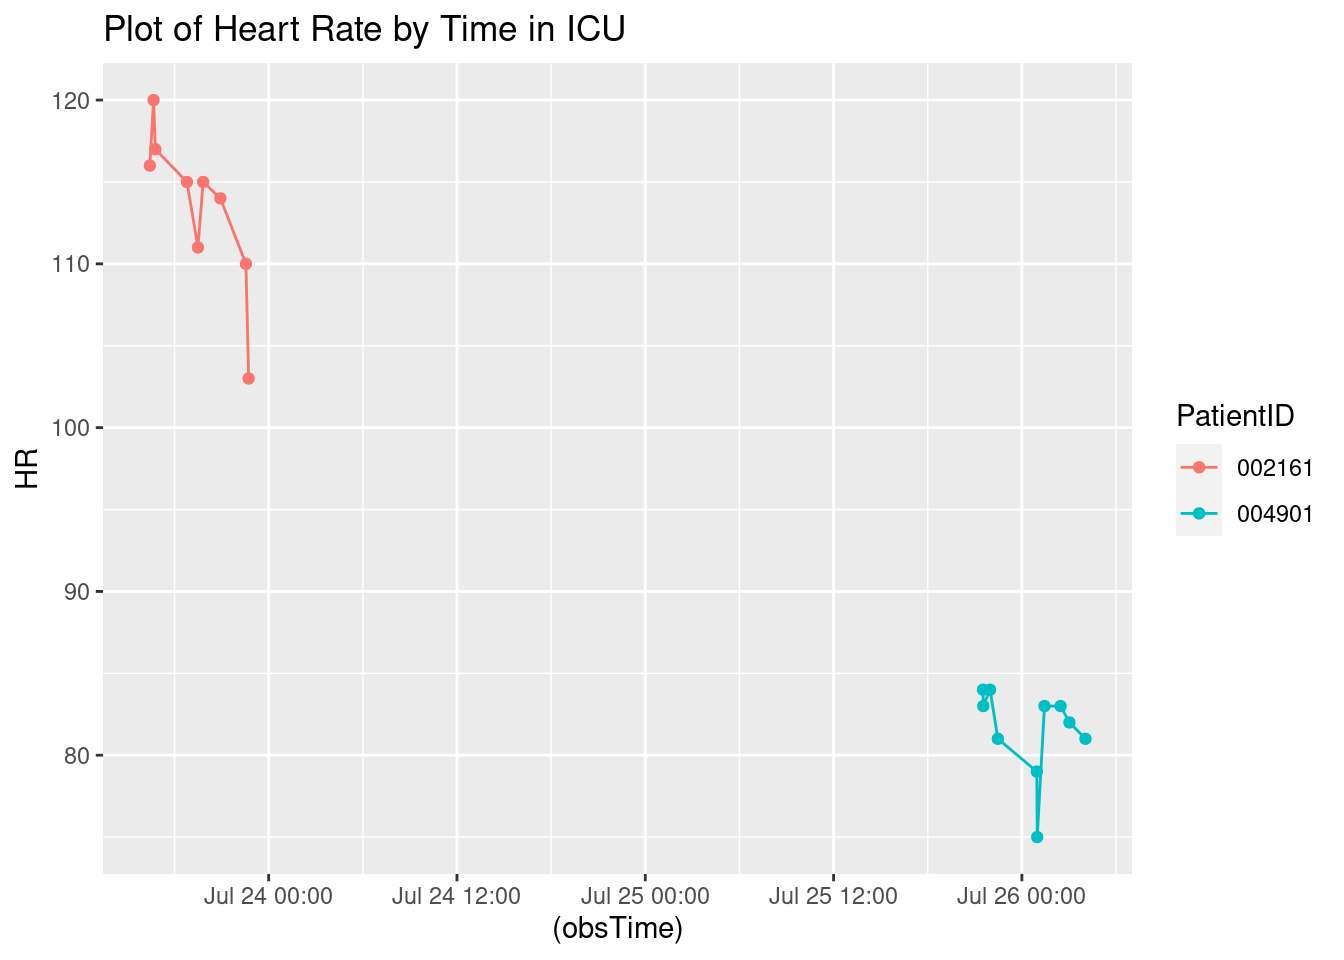 Plot of Heart Rate by Time in ICU
120
110
100
90
80
HR
Jul 24 00:00
Jul 24 12:00
Jul 25 00:00
Jul 25 12:00
Jul 26 00:00
(obsTime)
PatientID
002161
004901